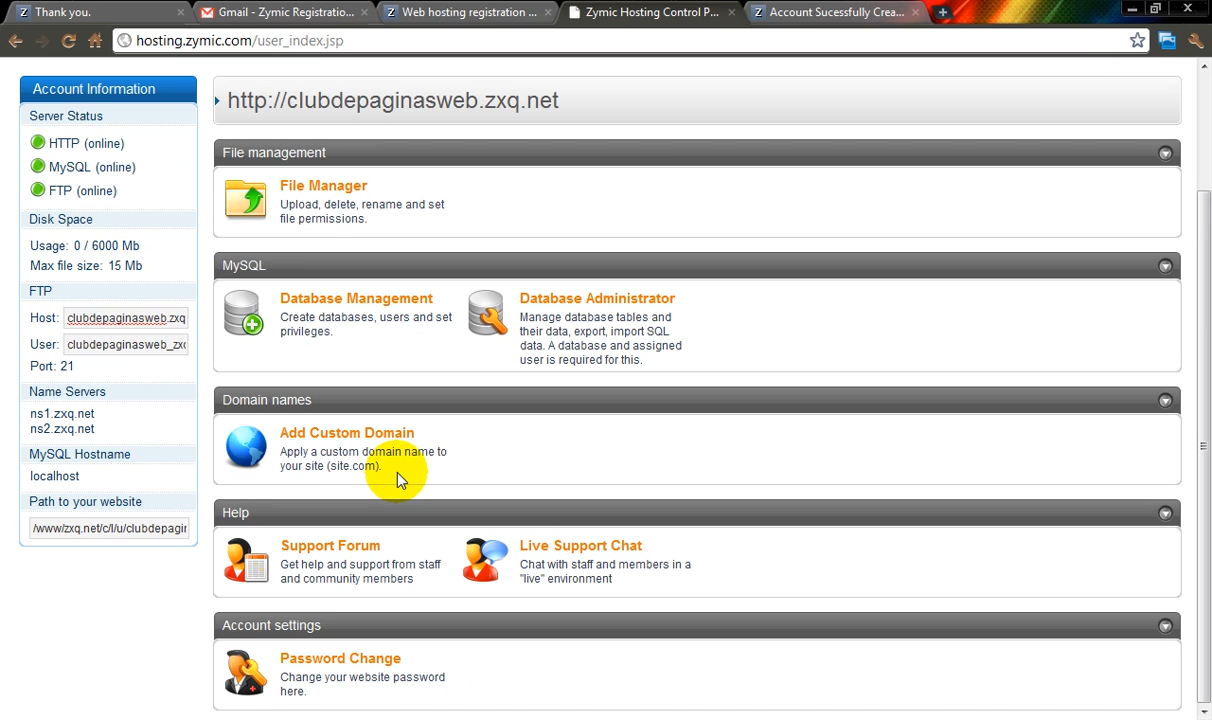 Thank you.
Gmail - Zymic Registratio...
Web hosting registration ...
Zymic Hosting Control P...
Account Sucessfully Crea...
hosting.zymic.com/user_index.jsp
Account Information
Server Status
HTTP (online)
MySQL (online)
FTP (online)
Disk Space
Usage: 0 / 6000 Mb
Max file size: 15 Mb
FTP
Host: clubdepaginasweb.zxq
User: clubdepaginasweb_zxq
Port: 21
Name Servers
ns1.zxq.net
ns2.zxq.net
MySQL Hostname
localhost
Path to your website
/www/zxq.net/c/l/u/clubdepagin
http://clubdepaginasweb.zxq.net
File management
File Manager
Upload, delete, rename and set
file permissions.
MySQL
Database Management
Create databases, users and set
privileges.
Database Administrator
Manage database tables and
their data, export, import SQL
data. A database and assigned
user is required for this.
Domain names
Add Custom Domain
Apply a custom domain name to
your site (site.com).
Help
Support Forum
Get help and support from staff
and community members
Live Support Chat
Chat with staff and members in a
"live" environment
Account settings
Password Change
Change your website password
here.